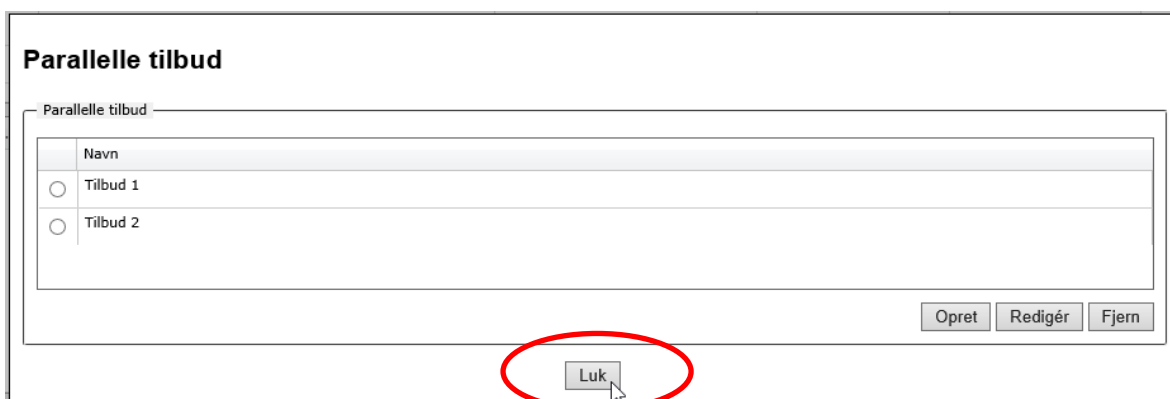 Parallelle tilbud
Parallelle tilbud
Navn
Tilbud 1
Tilbud 2
Opret Redigér Fjern
Luk